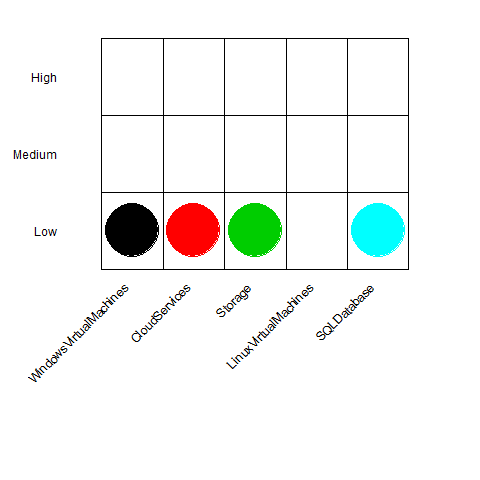 High
Medium
Low
WindowsVirtualMachines
CloudServices
Storage
LinuxVirtualMachines
SQLDatabase